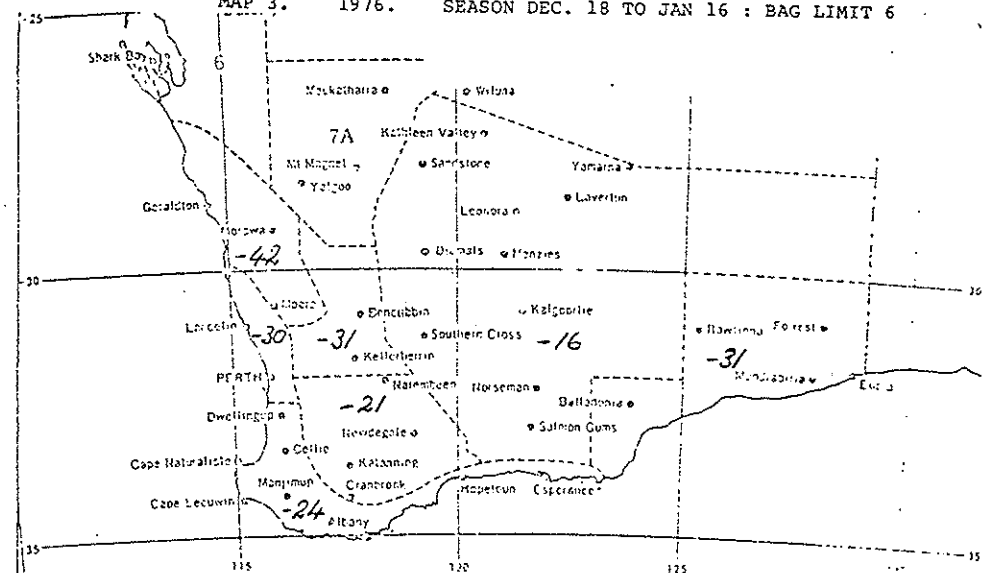 MAP 3. 1976. SEASON DEC. 18 TO JAN 16 : BAG LIMIT 6
-25
Shark Bay
6
Meekatharra
Wiluna
7A
Kathleen Valley
Mt Magnet
Sandstone
Yamarna
Yalgoo
Laverton
Geraldton
Leonora
Morawa
-42
Menzies
30
30
Moora
Bencubbin
Kalgoorlie
Lancelin
-30
-31
Southern Cross
-16
Rawlinna
Forrest
Kellerberrin
-31
PERTH
Narembeen
Norseman
Mundrabilla
Eucla
-21
Balladonia
Dwellingup
Newdegate
Salmon Gums
Collie
Cape Naturaliste
Katanning
Manjimup
Cranbrook
Hopetoun
Esperance
Cape Leeuwin
-24
Albany
35
35
115
120
125